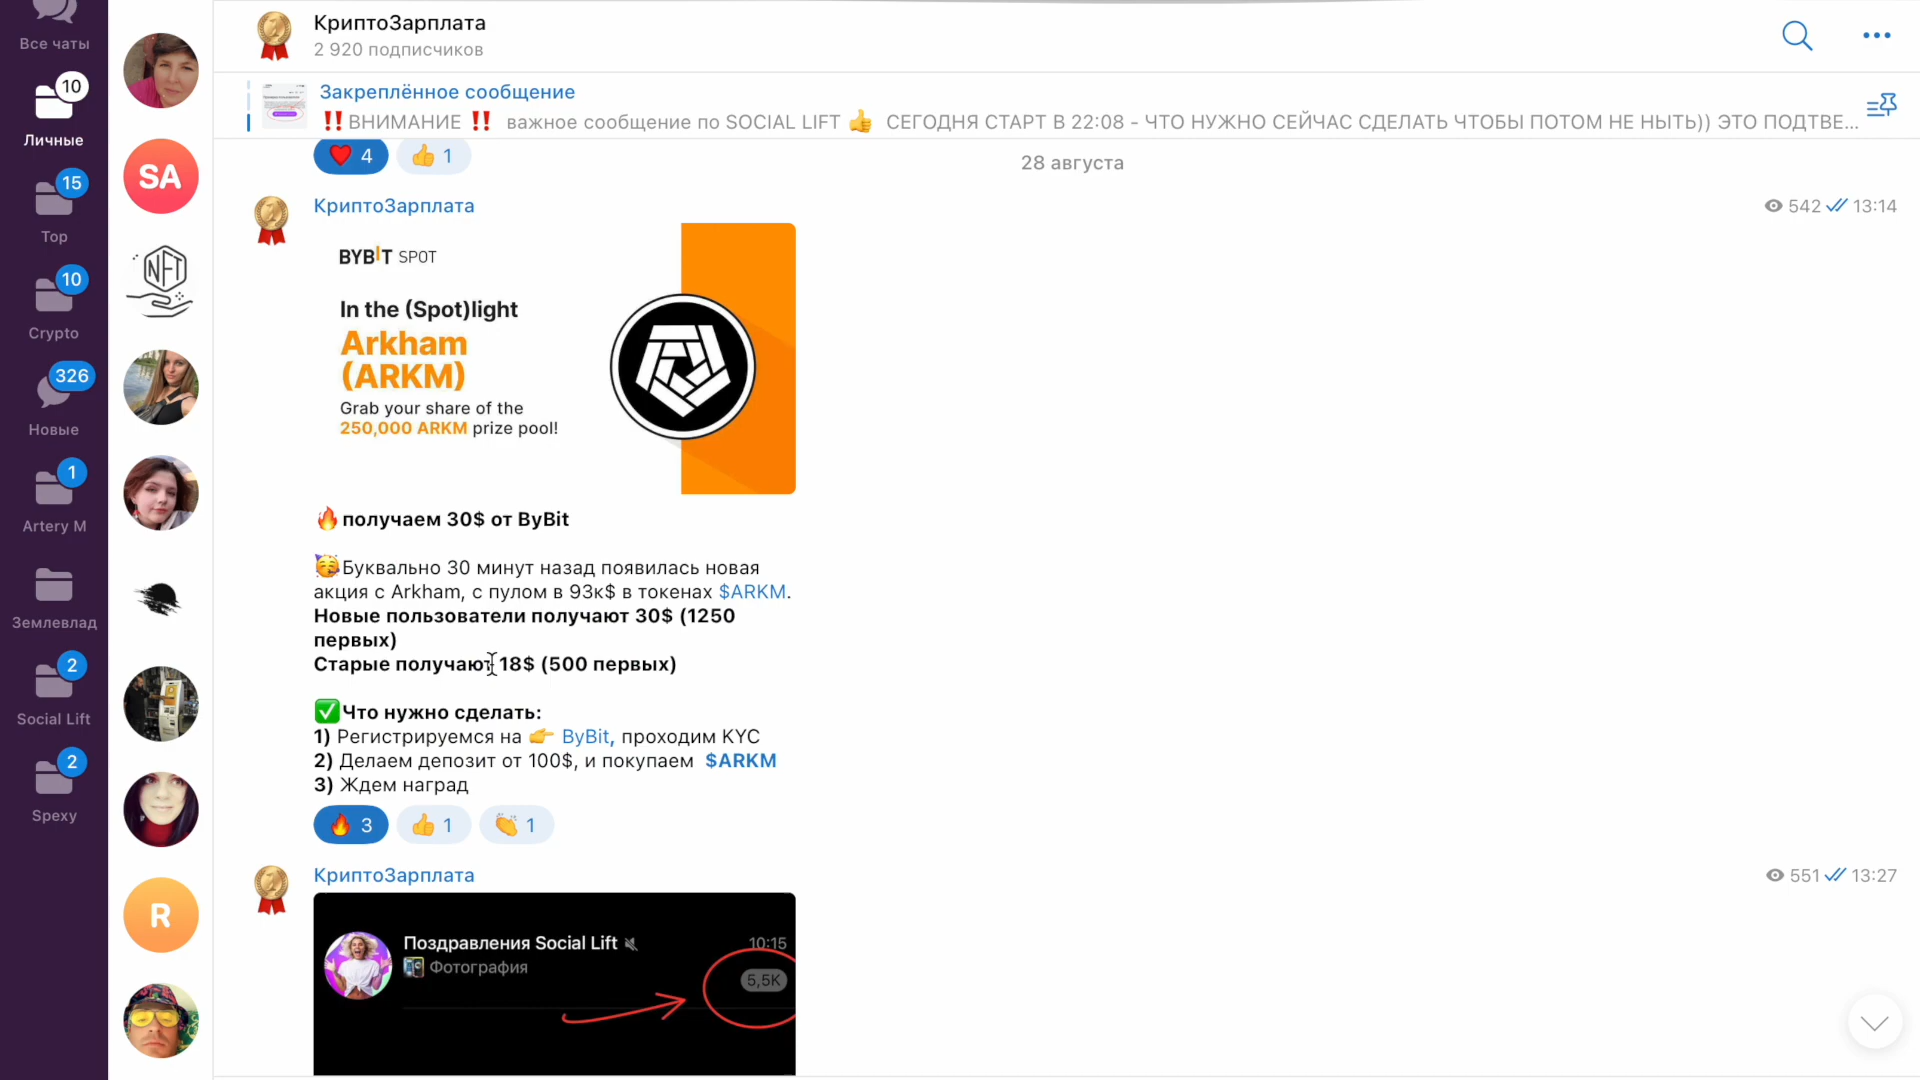 Все чаты
10
Личные
15
Top
10
Crypto
326
Новые
1
Artery M
Землевлад
2
Social Lift
2
Spexy
SA
NFT
R
КриптоЗарплата
2 920 подписчиков
Закреплённое сообщение
‼️ВНИМАНИЕ ‼️ важное сообщение по SOCIAL LIFT 👍 СЕГОДНЯ СТАРТ В 22:08 - ЧТО НУЖНО СЕЙЧАС СДЕЛАТЬ ЧТОБЫ ПОТОМ НЕ НЫТЬ)) ЭТО ПОДТВЕ...
❤️ 4 👍 1
28 августа
КриптоЗарплата
542 13:14
BYBIT SPOT
In the (Spot)light
Arkham
(ARKM)
Grab your share of the
250,000 ARKM prize pool!
🔥получаем 30$ от ByBit
🥳Буквально 30 минут назад появилась новая
акция с Arkham, с пулом в 93к$ в токенах $ARKM.
Новые пользователи получают 30$ (1250
первых)
Старые получают 18$ (500 первых)
✅Что нужно сделать:
1) Регистрируемся на 👉 ByBit, проходим KYC
2) Делаем депозит от 100$, и покупаем $ARKM
3) Ждем наград
🔥 3 👍 1 👏 1
КриптоЗарплата
551 13:27
Поздравления Social Lift
10:15
Фотография
5,5K